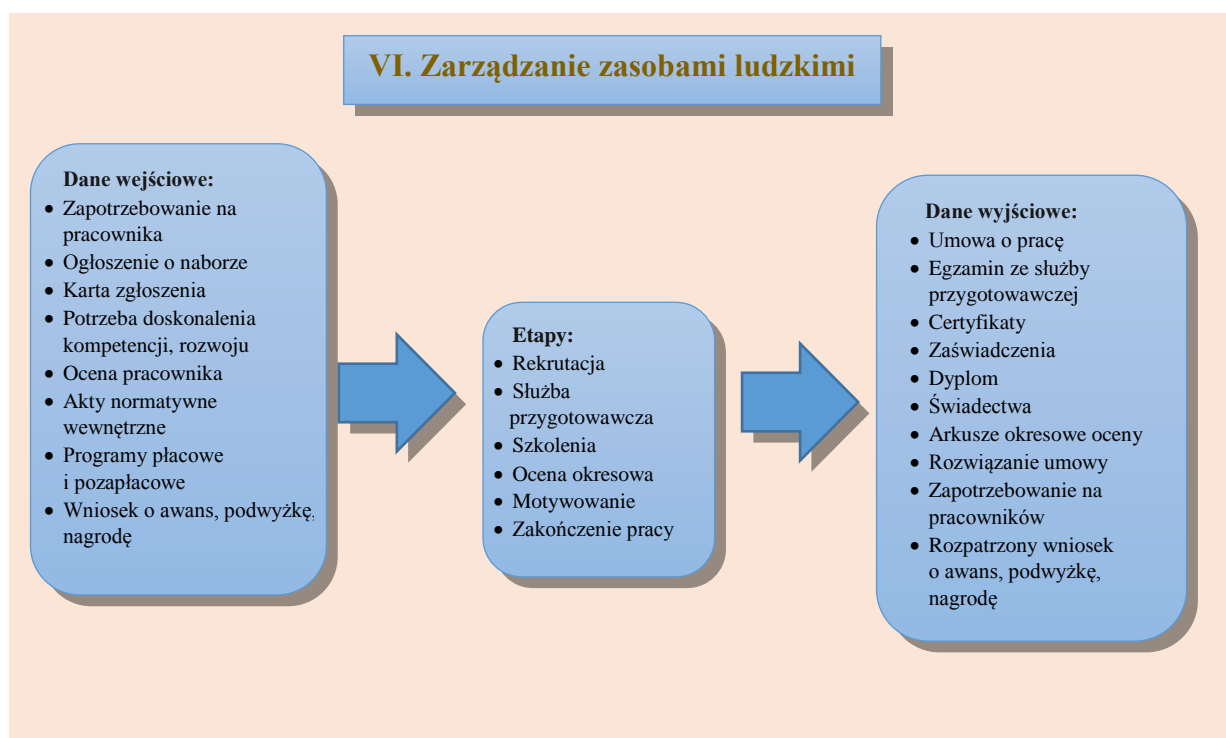 VI. Zarządzanie zasobami ludzkimi
Dane wejściowe:
• Zapotrzebowanie na
pracownika
• Ogłoszenie o naborze
• Karta zgłoszenia
• Potrzeba doskonalenia
kompetencji, rozwoju
• Ocena pracownika
• Akty normatywne
wewnętrzne
• Programy płacowe
i pozapłacowe
• Wniosek o awans, podwyżkę,
nagrodę
Etapy:
• Rekrutacja
• Służba
przygotowawcza
• Szkolenia
• Ocena okresowa
• Motywowanie
• Zakończenie pracy
Dane wyjściowe:
• Umowa o pracę
• Egzamin ze służby
przygotowawczej
• Certyfikaty
• Zaświadczenia
• Dyplom
• Świadectwa
• Arkusze okresowe oceny
• Rozwiązanie umowy
• Zapotrzebowanie na
pracowników
• Rozpatrzony wniosek
o awans, podwyżkę,
nagrodę